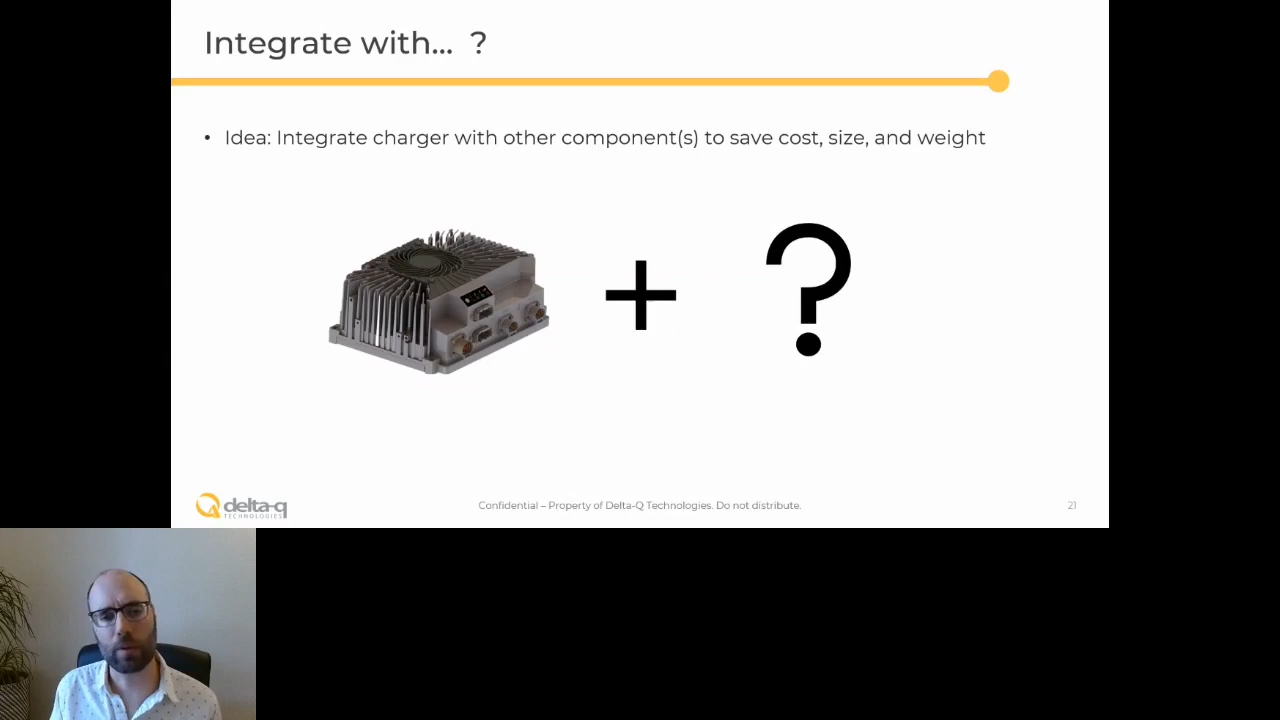 Integrate with... ?
• Idea: Integrate charger with other component(s) to save cost, size, and weight
+ ?
delta-q
TECHNOLOGIES
Confidential – Property of Delta-Q Technologies. Do not distribute.
21